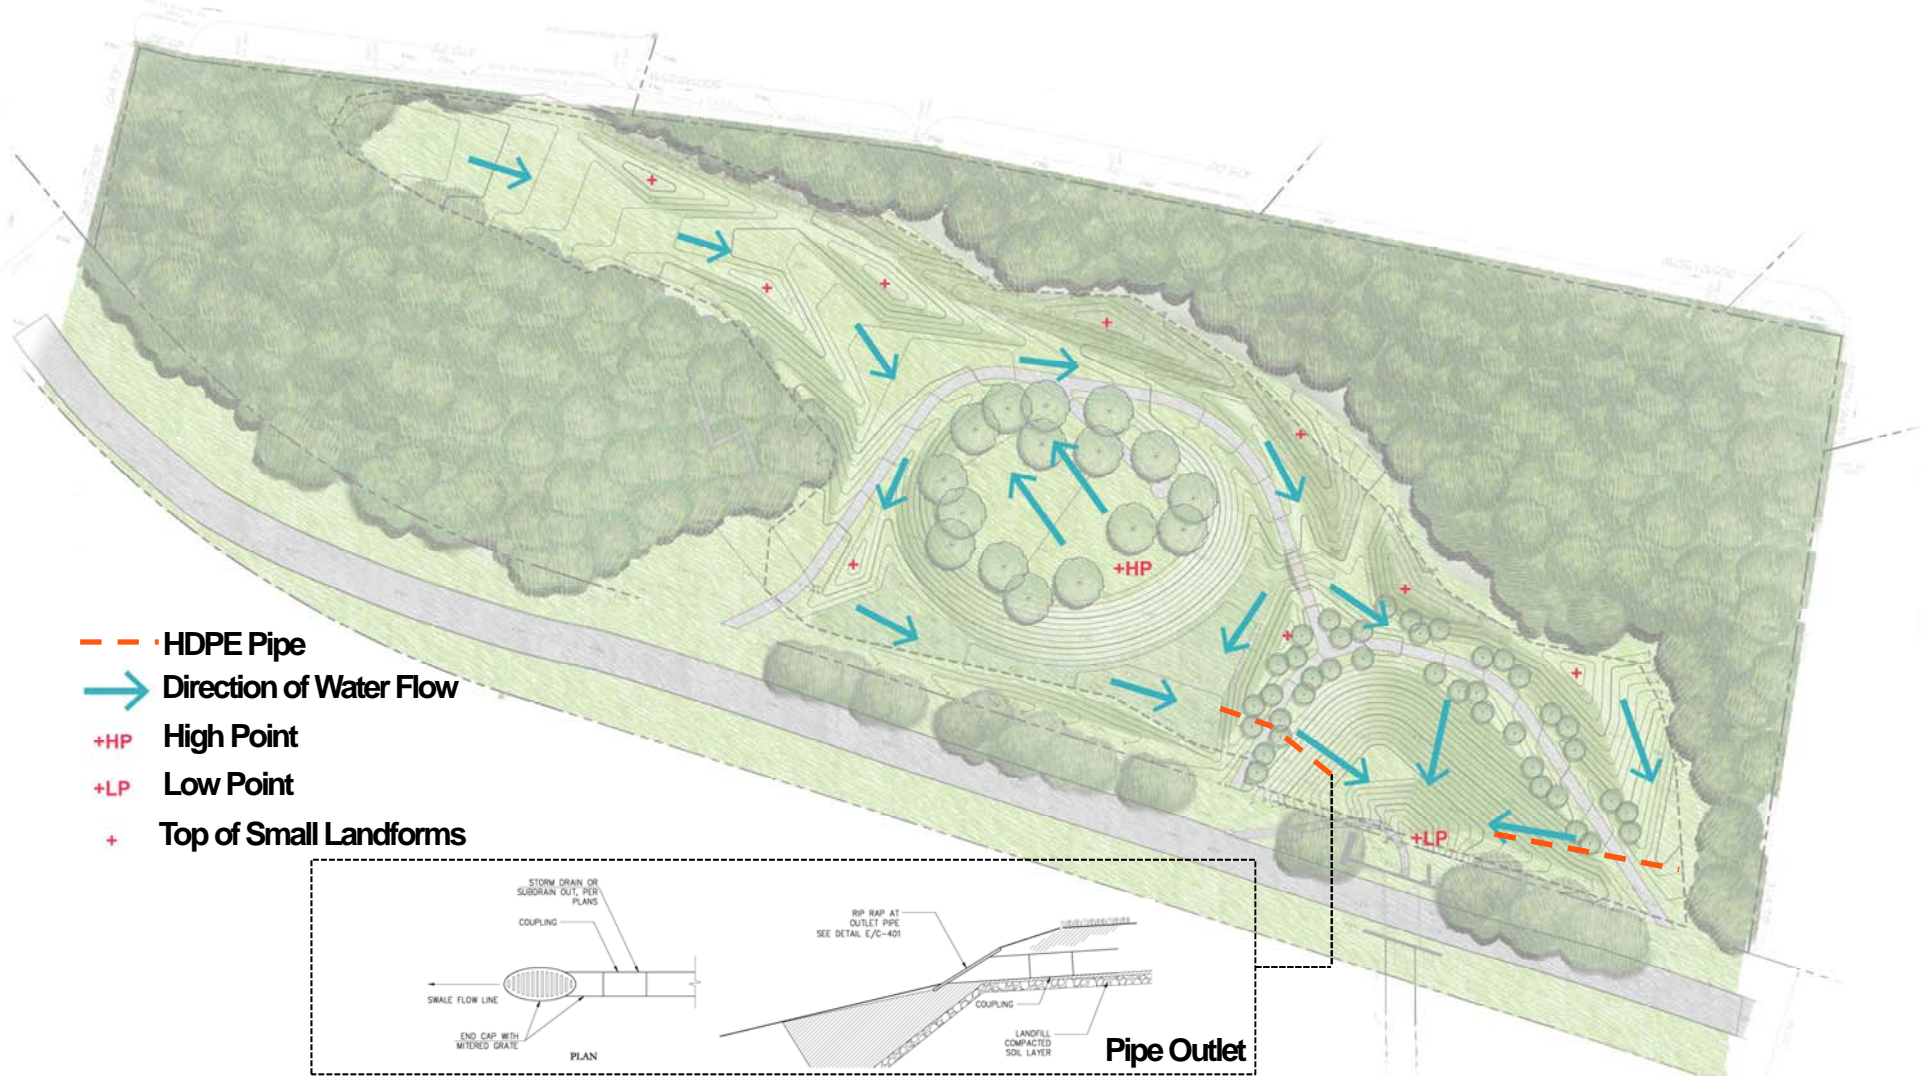 +HP
+LP
HDPE Pipe
Direction of Water Flow
+HP High Point
+LP Low Point
+ Top of Small Landforms
STORM DRAIN OR
SUBDRAIN OUT, PER
PLANS
COUPLING
SWALE FLOW LINE
END CAP WITH
MITERED GRATE
PLAN
RIP RAP AT
OUTLET PIPE
SEE DETAIL E/C-401
COUPLING
LANDFILL
COMPACTED
SOIL LAYER
Pipe Outlet